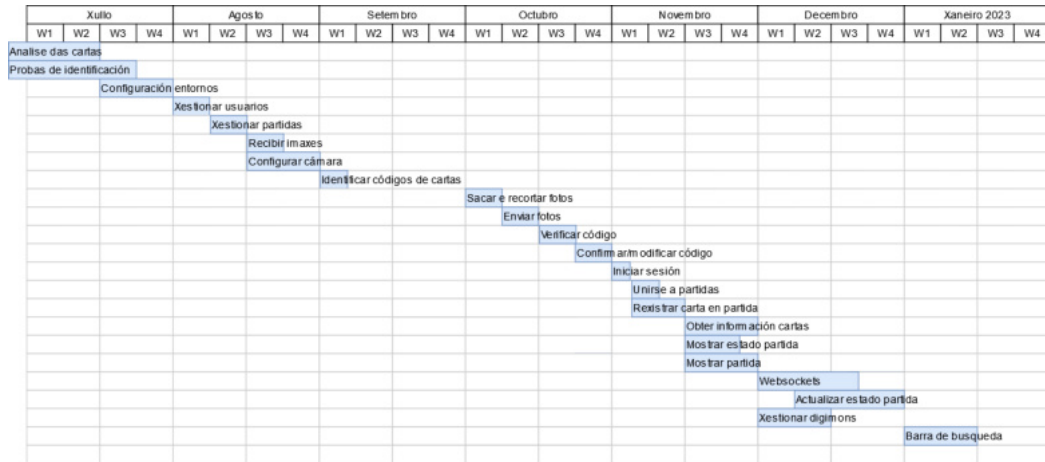 Xullo Agosto Setembro Octubro Novembro Decembro Xaneiro 2023
W1 W2 W3 W4 W1 W2 W3 W4 W1 W2 W3 W4 W1 W2 W3 W4 W1 W2 W3 W4 W1 W2 W3 W4 W1 W2 W3 W4
Analise das cartas
Probas de identificación
Configuración entornos
Xestionar usuarios
Xestionar partidas
Recibir imaxes
Configurar cámara
Identificar códigos de cartas
Sacar e recortar fotos
Enviar fotos
Verificar código
Confirmar/modificar código
Iniciar sesión
Unirse a partidas
Rexistrar carta en partida
Obter información cartas
Mostrar estado partida
Mostrar partida
Websockets
Actualizar estado partida
Xestionar digimons
Barra de busqueda